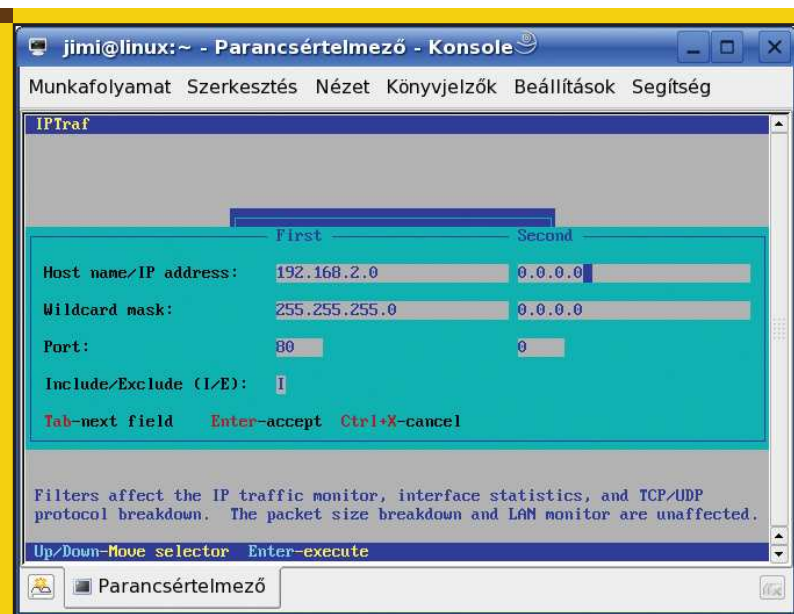 jimi@linux:~ - Parancsértelmező - Konsole
Munkafolyamat Szerkesztés Nézet Könyvjelzők Beállítások Segítség
IPTraf
First Second
Host name/IP address: 192.168.2.0 0.0.0.0
Wildcard mask: 255.255.255.0 0.0.0.0
Port: 80 0
Include/Exclude (I/E): I
Tab-next field Enter-accept Ctrl+X-cancel
Filters affect the IP traffic monitor, interface statistics, and TCP/UDP
protocol breakdown. The packet size breakdown and LAN monitor are unaffected.
Up/Down-Move selector Enter-execute
Parancsértelmező